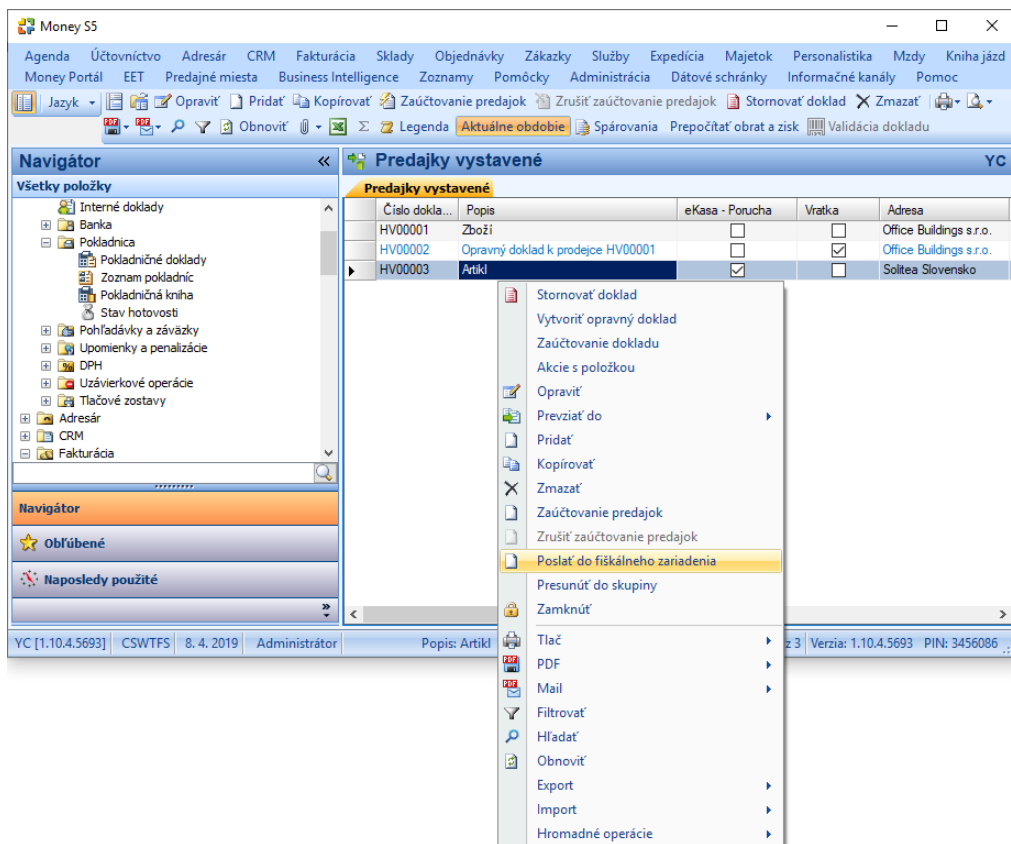 Money S5
Agenda Účtovníctvo Adresár CRM Fakturácia Sklady Objednávky Zákazky Služby Expedícia Majetok Personalistika Mzdy Kniha jázd
Money Portál EET Predajné miesta Business Intelligence Zoznamy Pomôcky Administrácia Dátové schránky Informačné kanály Pomoc
Jazyk Opraviť Pridať Kopírovať Zaúčtovanie predajok Zrušiť zaúčtovanie predajok Stornovať doklad Zmazať
Obnoviť Σ Legenda Aktuálne obdobie Spárovania Prepočítať obrat a zisk Validácia dokladu
Navigátor «
Predajky vystavené YC
Všetky položky
Predajky vystavené
Interné doklady
Banka
Pokladnica
Pokladničné doklady
Zoznam pokladníc
Pokladničná kniha
Stav hotovosti
Pohľadávky a záväzky
Upomienky a penalizácie
DPH
Uzávierkové operácie
Tlačové zostavy
Adresár
CRM
Fakturácia
Navigátor
Obľúbené
Naposledy použité
Číslo dokla... Popis eKasa - Porucha Vratka Adresa
HV00001 Zboží Office Buildings s.r.o.
HV00002 Opravný doklad k prodejce HV00001 Office Buildings s.r.o.
HV00003 Artikl Solitea Slovensko
Stornovať doklad
Vytvoriť opravný doklad
Zaúčtovanie dokladu
Akcie s položkou
Opraviť
Prevziať do
Pridať
Kopírovať
Zmazať
Zaúčtovanie predajok
Zrušiť zaúčtovanie predajok
Poslať do fiškálneho zariadenia
Presunúť do skupiny
Zamknúť
Tlač
PDF
Mail
Filtrovať
Hľadať
Obnoviť
Export
Import
Hromadné operácie
YC [1.10.4.5693] CSWTFS 8. 4. 2019 Administrátor Popis: Artikl z 3 Verzia: 1.10.4.5693 PIN: 3456086